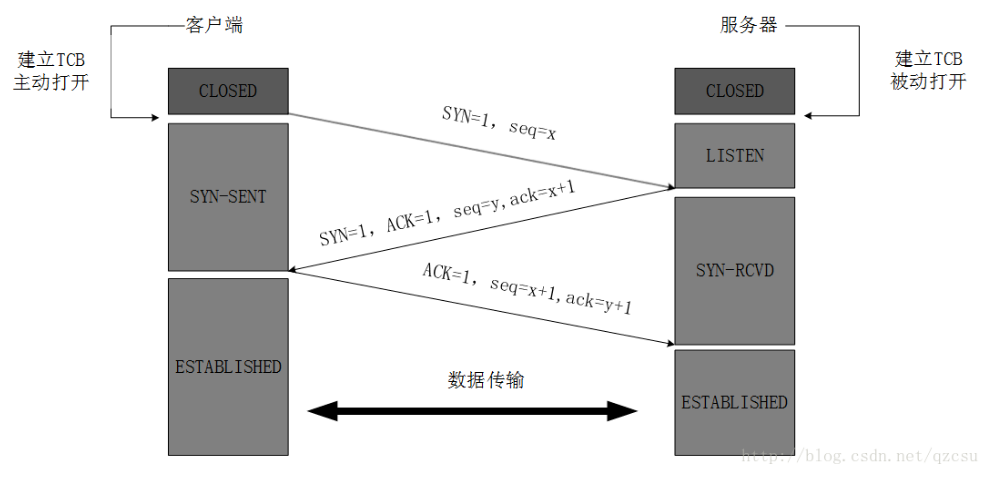 客户端
服务器
建立TCB
主动打开
建立TCB
被动打开
CLOSED
CLOSED
SYN=1, seq=x
LISTEN
SYN-SENT
SYN=1, ACK=1, seq=y,ack=x+1
SYN-RCVD
ACK=1, seq=x+1,ack=y+1
ESTABLISHED
数据传输
ESTABLISHED
http://blog.csdn.net/qzcsu